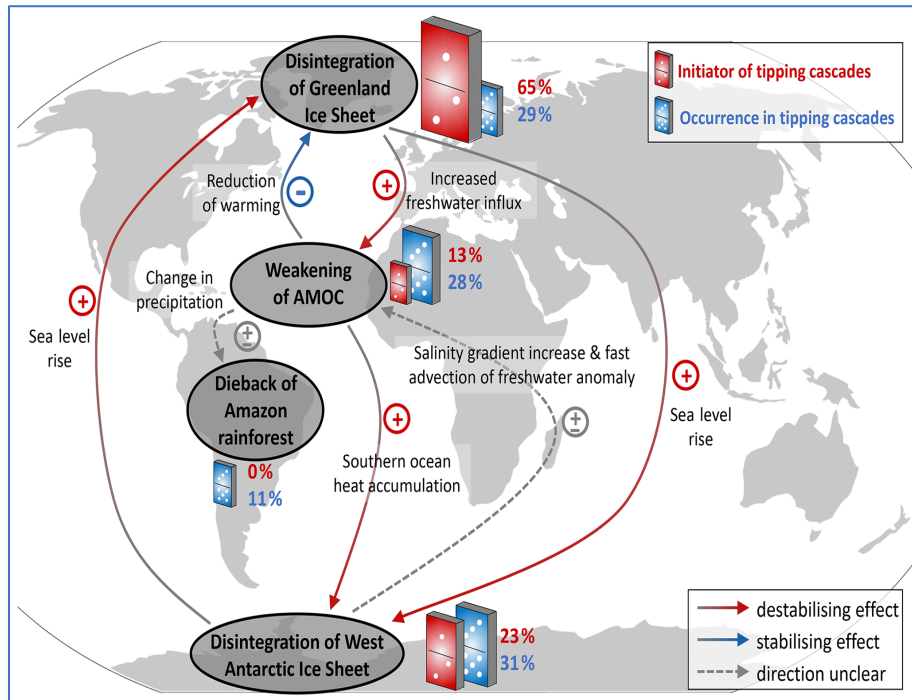 Disintegration
of Greenland
Ice Sheet
65%
29%
Initiator of tipping cascades
Occurrence in tipping cascades
Reduction
of warming
−
+
Increased
freshwater influx
Weakening
of AMOC
13%
28%
Change in
precipitation
±
+
Sea level
rise
Salinity gradient increase & fast
advection of freshwater anomaly
±
+
Sea level
rise
Dieback of
Amazon
rainforest
0%
11%
+
Southern ocean
heat accumulation
Disintegration of West
Antarctic Ice Sheet
23%
31%
destabilising effect
stabilising effect
direction unclear